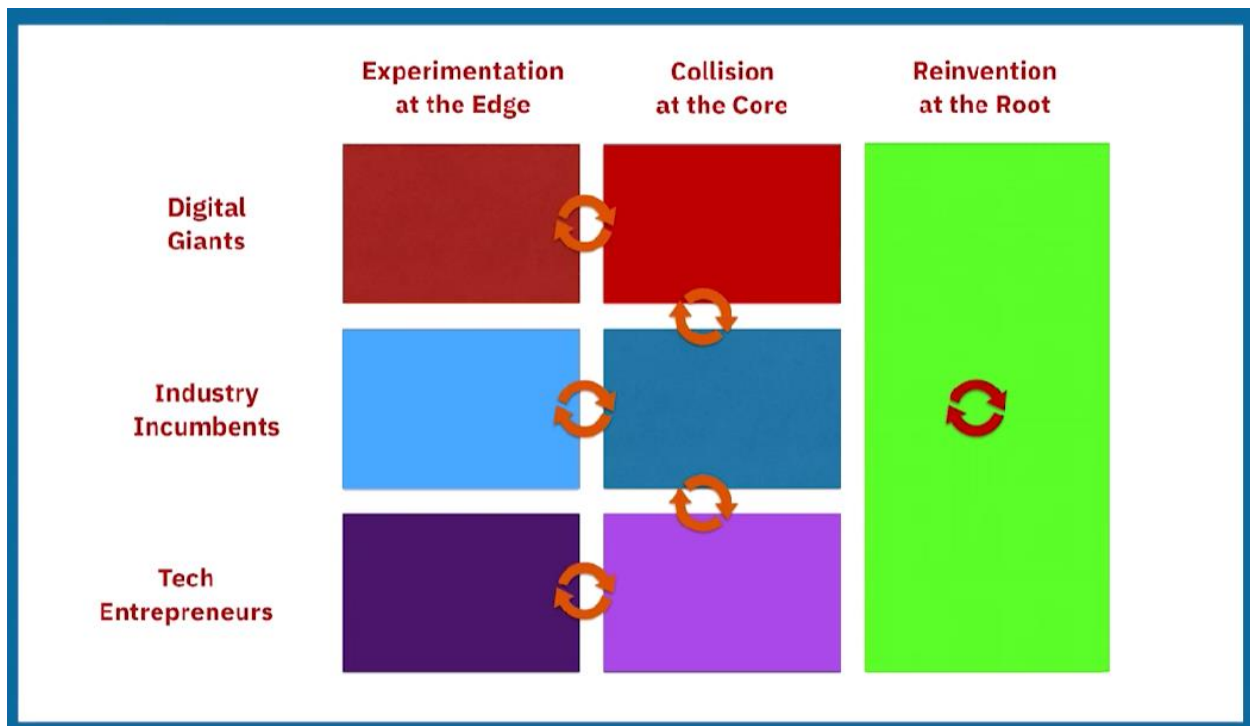 Experimentation
at the Edge
Collision
at the Core
Reinvention
at the Root
Digital
Giants
Industry
Incumbents
Tech
Entrepreneurs